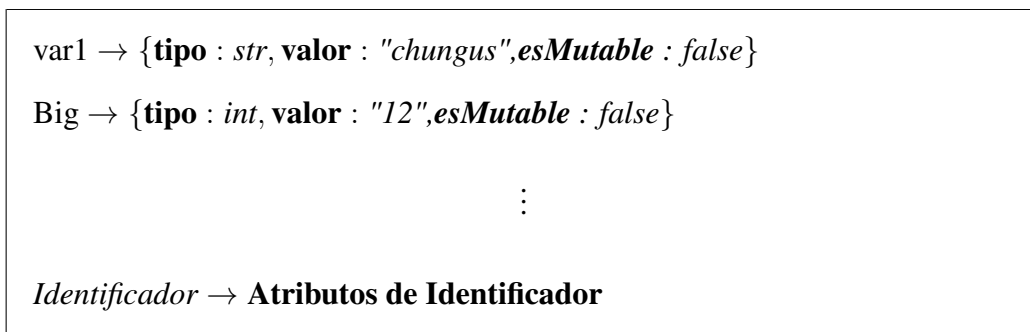 var1 → {tipo : str, valor : "chungus",esMutable : false}
Big → {tipo : int, valor : "12",esMutable : false}
⋮
Identificador → Atributos de Identificador